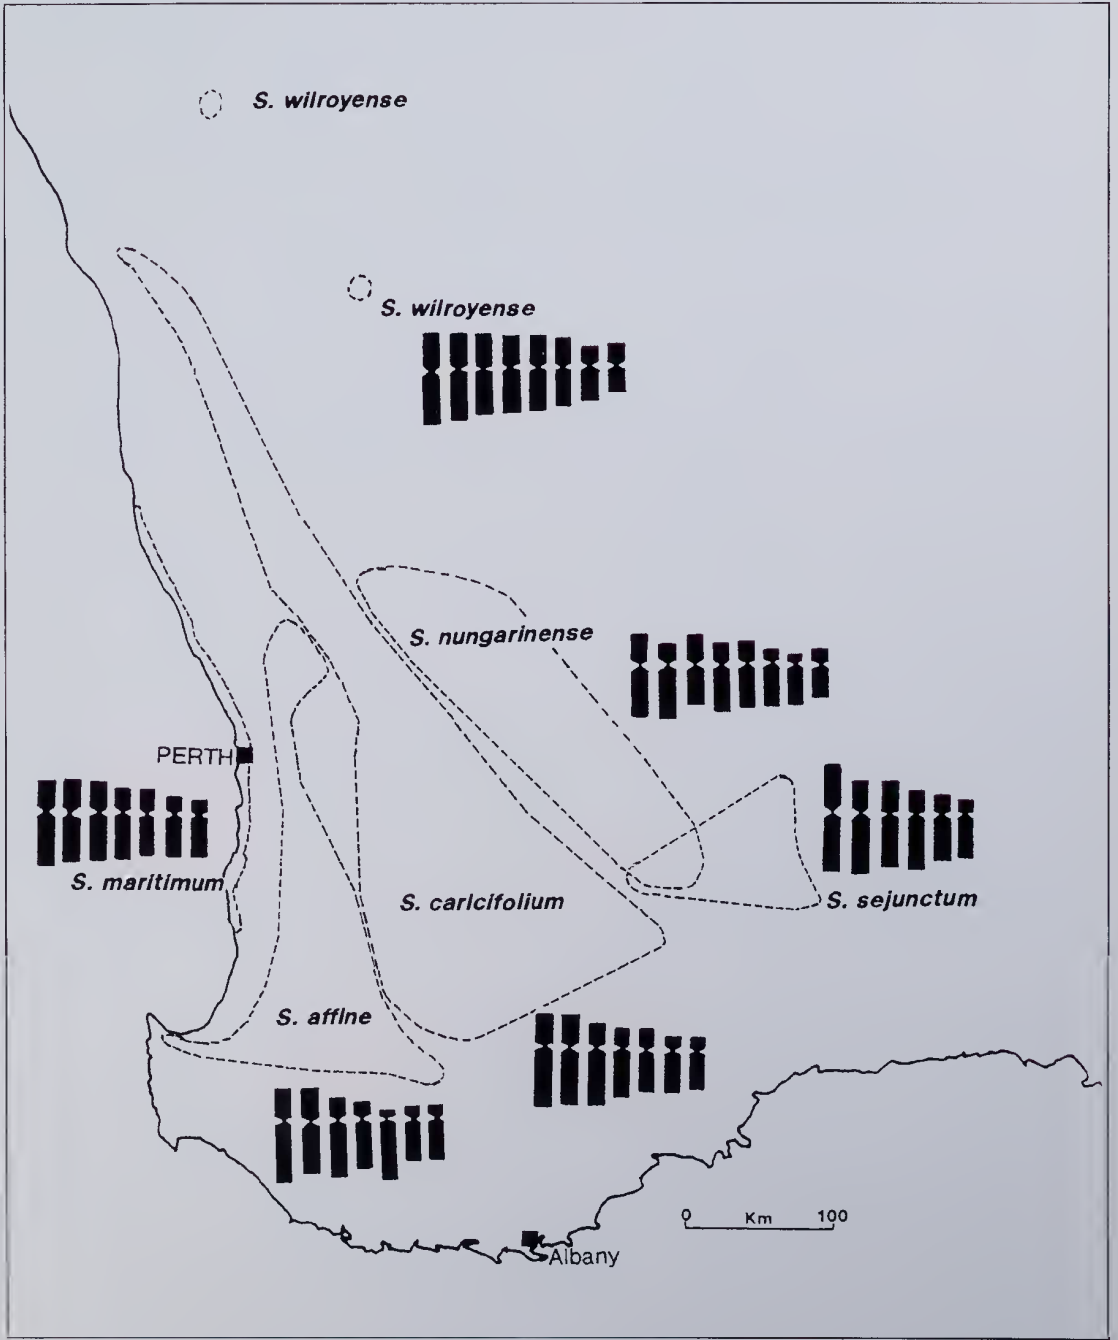 S. wilroyense
S. wilroyense
S. nungarinense
PERTH
S. maritimum
S. caricifolium
S. sejunctum
S. affine
0 Km 100
Albany